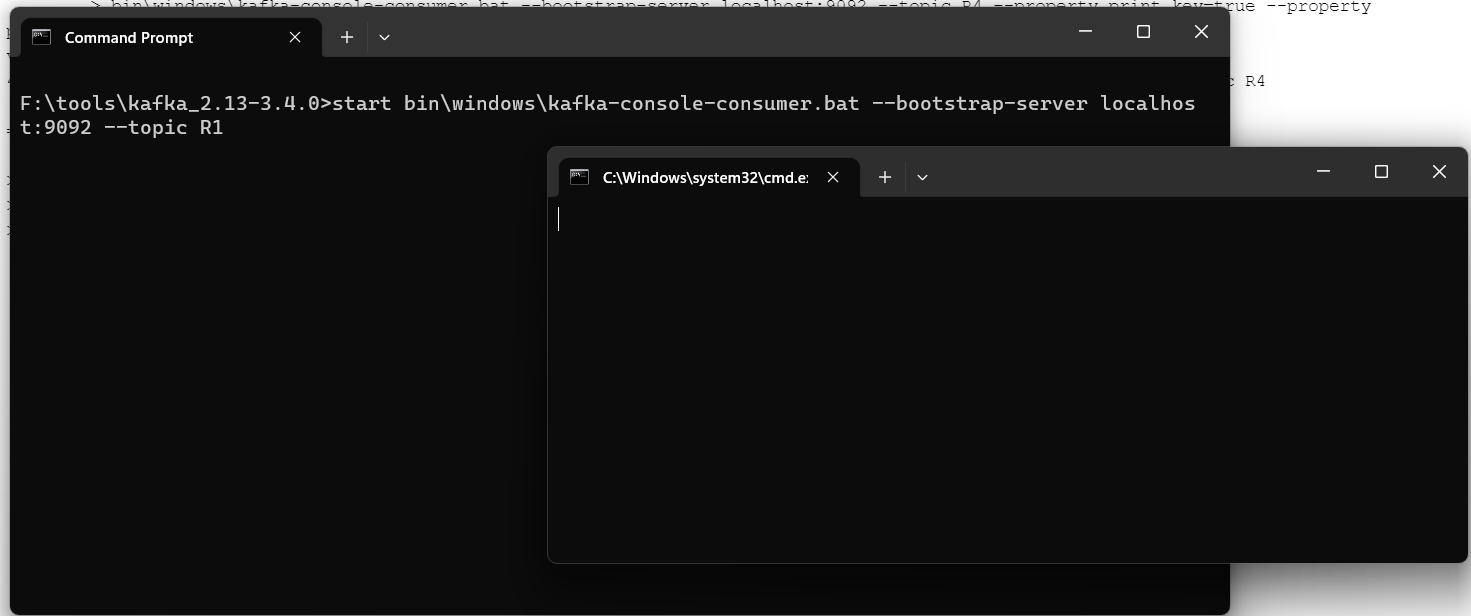 > bin\windows\kafka-console-consumer.bat --bootstrap-server localhost:9092 --topic R4 --property print.key=true --property
Command Prompt
R4
F:\tools\kafka_2.13-3.4.0>start bin\windows\kafka-console-consumer.bat --bootstrap-server localhos
t:9092 --topic R1
C:\Windows\system32\cmd.e